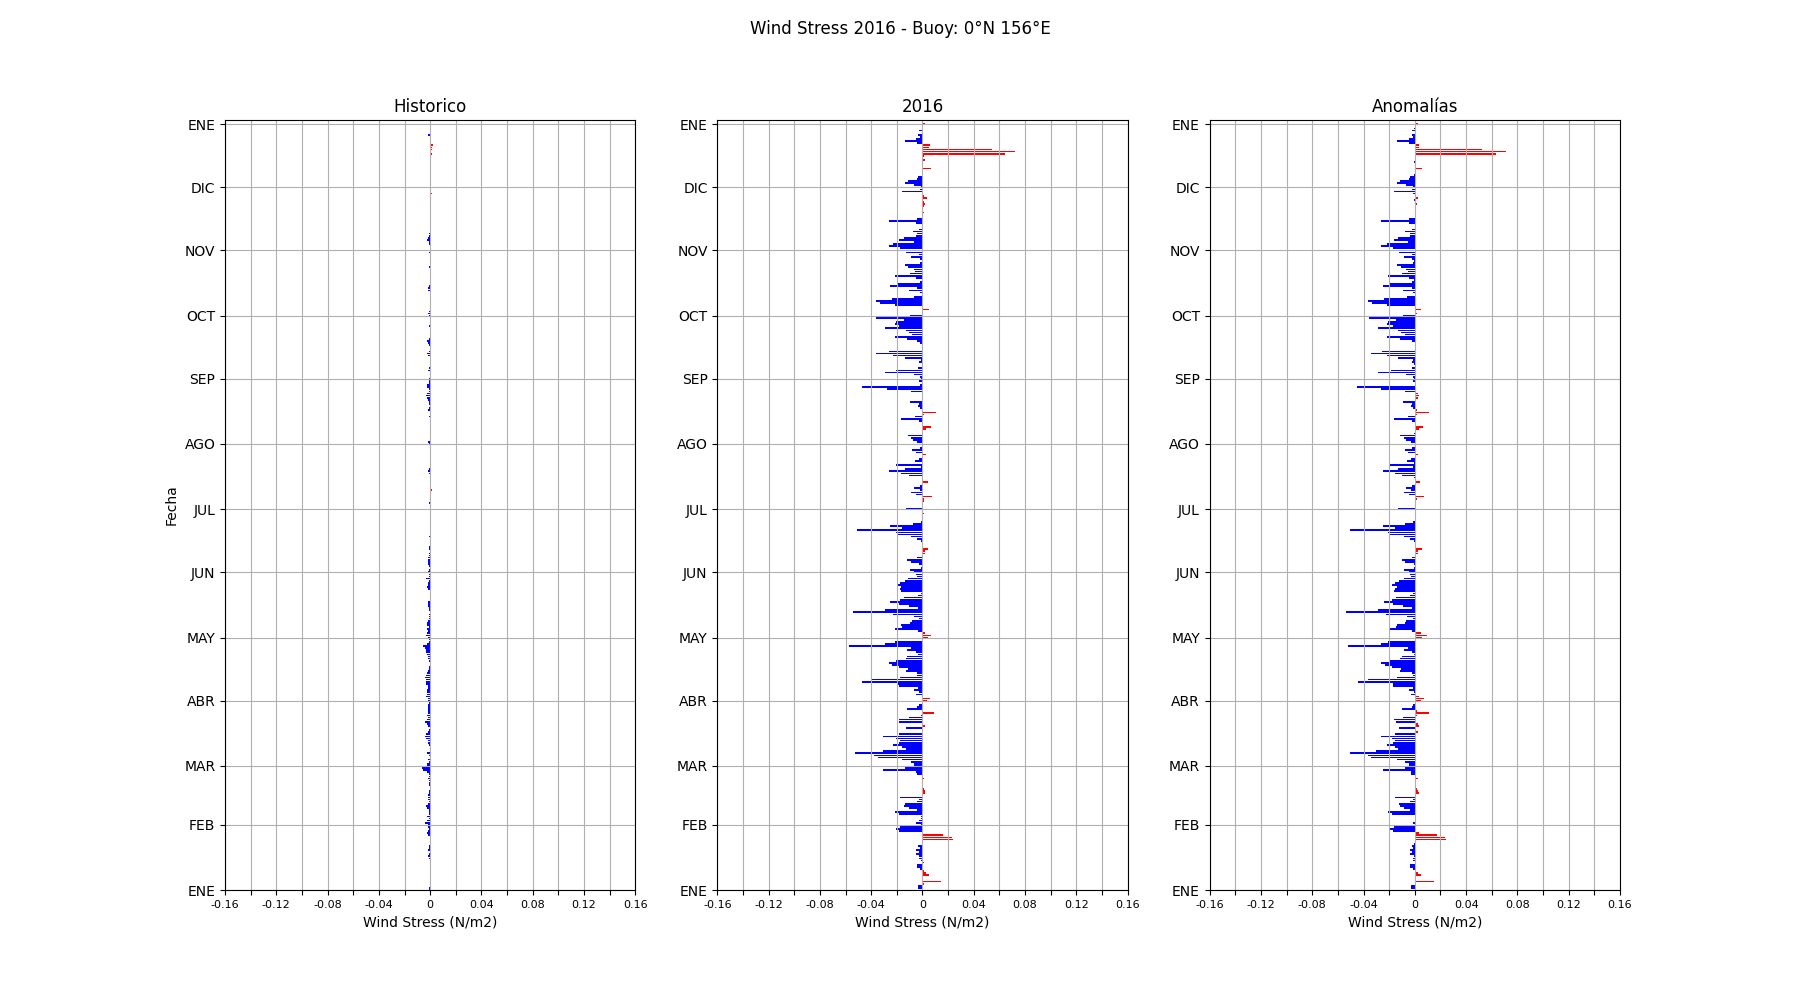 Wind Stress 2016 - Buoy: 0°N 156°E
Historico
ENE
DIC
NOV
OCT
SEP
AGO
JUL
JUN
MAY
ABR
MAR
FEB
ENE
Fecha
-0.16 -0.12 -0.08 -0.04 0 0.04 0.08 0.12 0.16
Wind Stress (N/m2)
2016
ENE
DIC
NOV
OCT
SEP
AGO
JUL
JUN
MAY
ABR
MAR
FEB
ENE
-0.16 -0.12 -0.08 -0.04 0 0.04 0.08 0.12 0.16
Wind Stress (N/m2)
Anomalías
ENE
DIC
NOV
OCT
SEP
AGO
JUL
JUN
MAY
ABR
MAR
FEB
ENE
-0.16 -0.12 -0.08 -0.04 0 0.04 0.08 0.12 0.16
Wind Stress (N/m2)